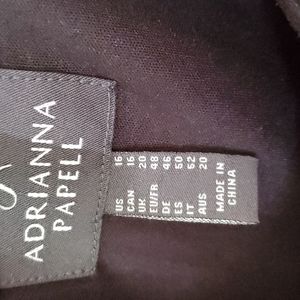 ADRIANNA
PAPELL
US 16
CAN 16
UK 20
EU/FR 48
DE 46
ES 50
IT 52
AUS 20
MADE IN
CHINA